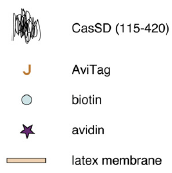 CasSD (115-420)
J AviTag
biotin
avidin
latex membrane